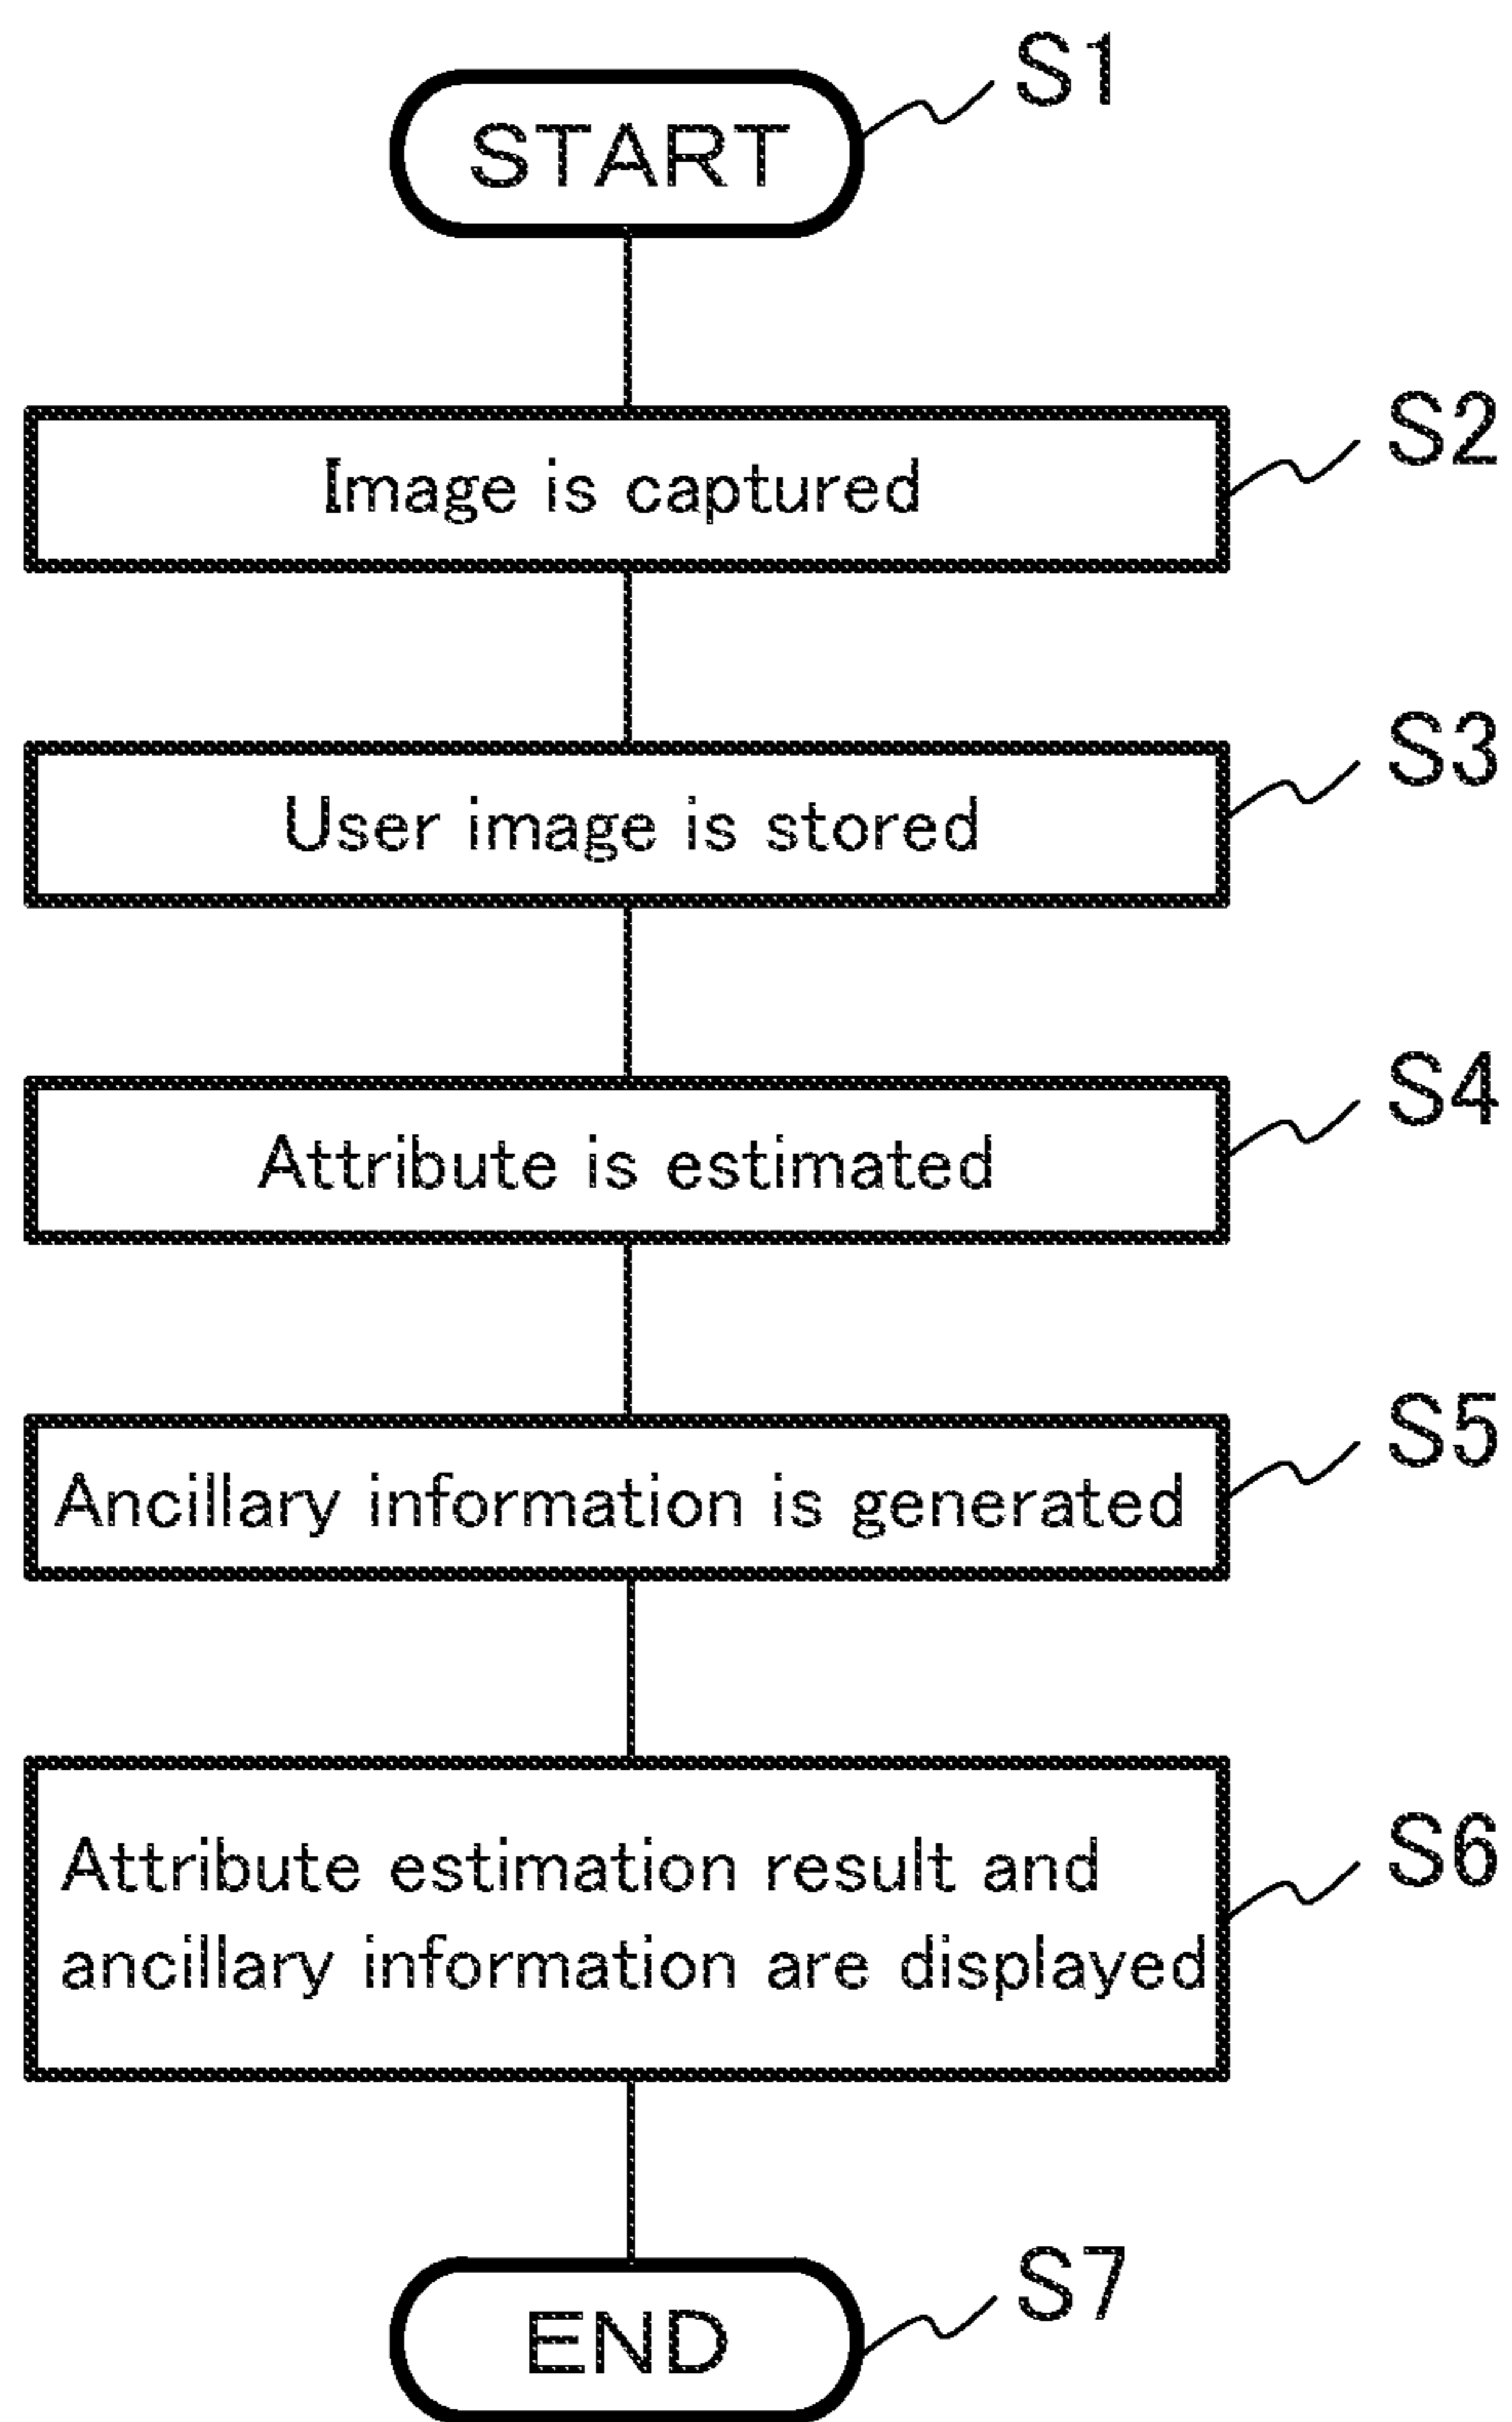 START
S1
Image is captured
S2
User image is stored
S3
Attribute is estimated
S4
Ancillary information is generated
S5
Attribute estimation result and
ancillary information are displayed
S6
END
S7